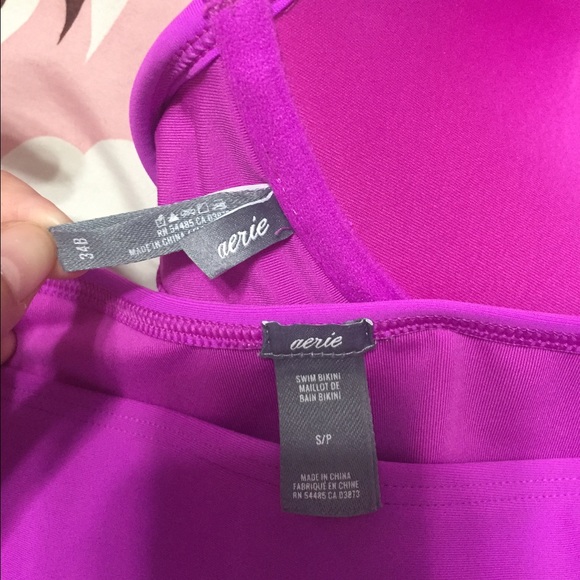 34B
RN 54485 CA 03873
MADE IN CHINA
aerie
aerie
SWIM BIKINI
MAILLOT DE
BAIN BIKINI
S/P
MADE IN CHINA
FABRIQUÉ EN CHINE
RN 54485 CA 03873